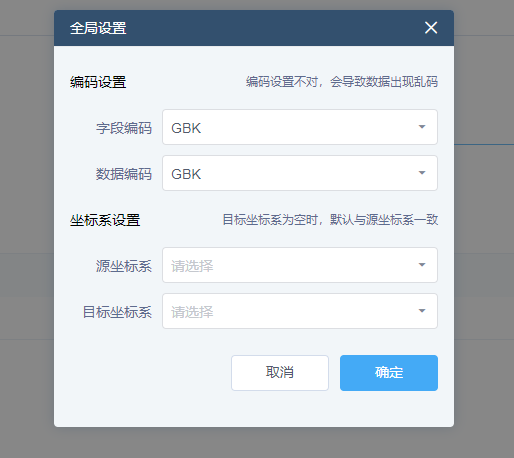 全局设置
编码设置 编码设置不对，会导致数据出现乱码
字段编码 GBK
数据编码 GBK
坐标系设置 目标坐标系为空时，默认与源坐标系一致
源坐标系 请选择
目标坐标系 请选择
取消 确定